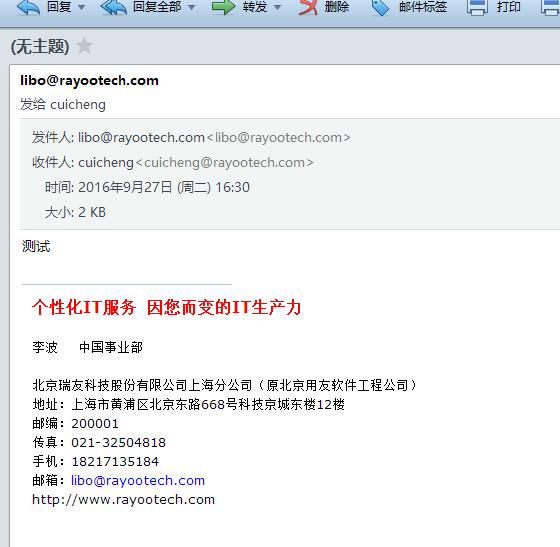 回复 回复全部 转发 删除 邮件标签 打印
(无主题)
libo@rayootech.com
发给 cuicheng
发件人: libo@rayootech.com<libo@rayootech.com>
收件人: cuicheng<cuicheng@rayootech.com>
时间: 2016年9月27日 (周二) 16:30
大小: 2 KB
测试
个性化IT服务 因您而变的IT生产力
李波 中国事业部
北京瑞友科技股份有限公司上海分公司（原北京用友软件工程公司）
地址：上海市黄浦区北京东路668号科技京城东楼12楼
邮编：200001
传真：021-32504818
手机：18217135184
邮箱：libo@rayootech.com
http://www.rayootech.com